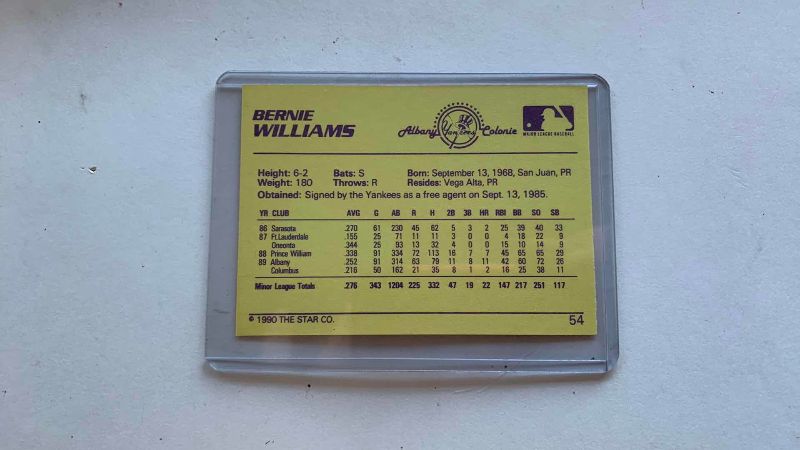 BERNIE
WILLIAMS
Albany Yankees Colonie
MAJOR LEAGUE BASEBALL
Height: 6-2 Bats: S Born: September 13, 1968, San Juan, PR
Weight: 180 Throws: R Resides: Vega Alta, PR
Obtained: Signed by the Yankees as a free agent on Sept. 13, 1985.
YR CLUB AVG G AB R H 2B 3B HR RBI BB SO SB
86 Sarasota .270 61 230 45 62 5 3 2 25 39 40 33
87 Ft.Lauderdale .155 25 71 11 11 3 0 0 4 18 22 9
Oneonta .344 25 93 13 32 4 0 0 15 10 14 9
88 Prince William .338 91 334 72 113 16 7 7 45 65 65 29
89 Albany .252 91 314 63 79 11 8 11 42 60 72 26
Columbus .216 50 162 21 35 8 1 2 16 25 38 11
Minor League Totals .276 343 1204 225 332 47 19 22 147 217 251 117
© 1990 THE STAR CO. 54